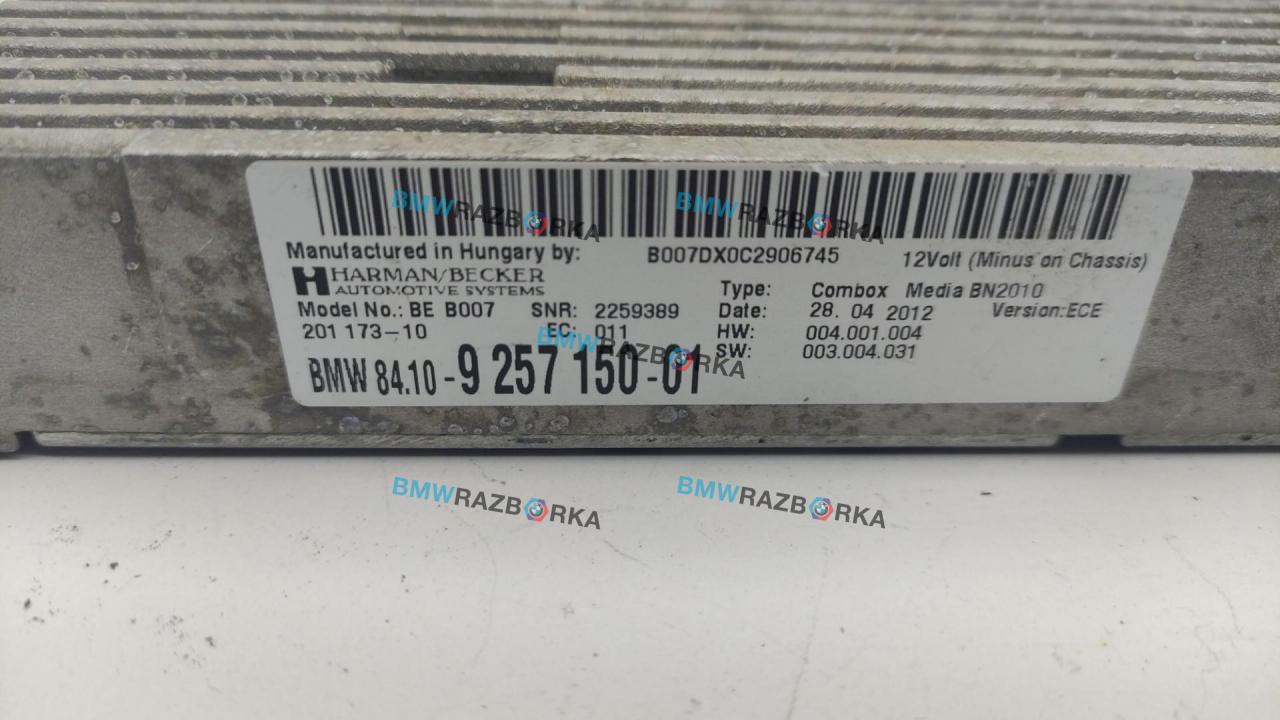 BMWRAZBORKA BMWRAZBORKA
Manufactured in Hungary by: B007DX0C2906745 12Volt (Minus on Chassis)
HARMAN/BECKER
AUTOMOTIVE SYSTEMS
Type: Combox Media BN2010
Model No.: BE B007 SNR: 2259389 Date: 28. 04 2012 Version:ECE
201 173-10 EC: 011 HW: 004.001.004
BMWRAZBORKA
SW: 003.004.031
BMW 84.10-9 257 150-01
BMWRAZBORKA BMWRAZBORKA